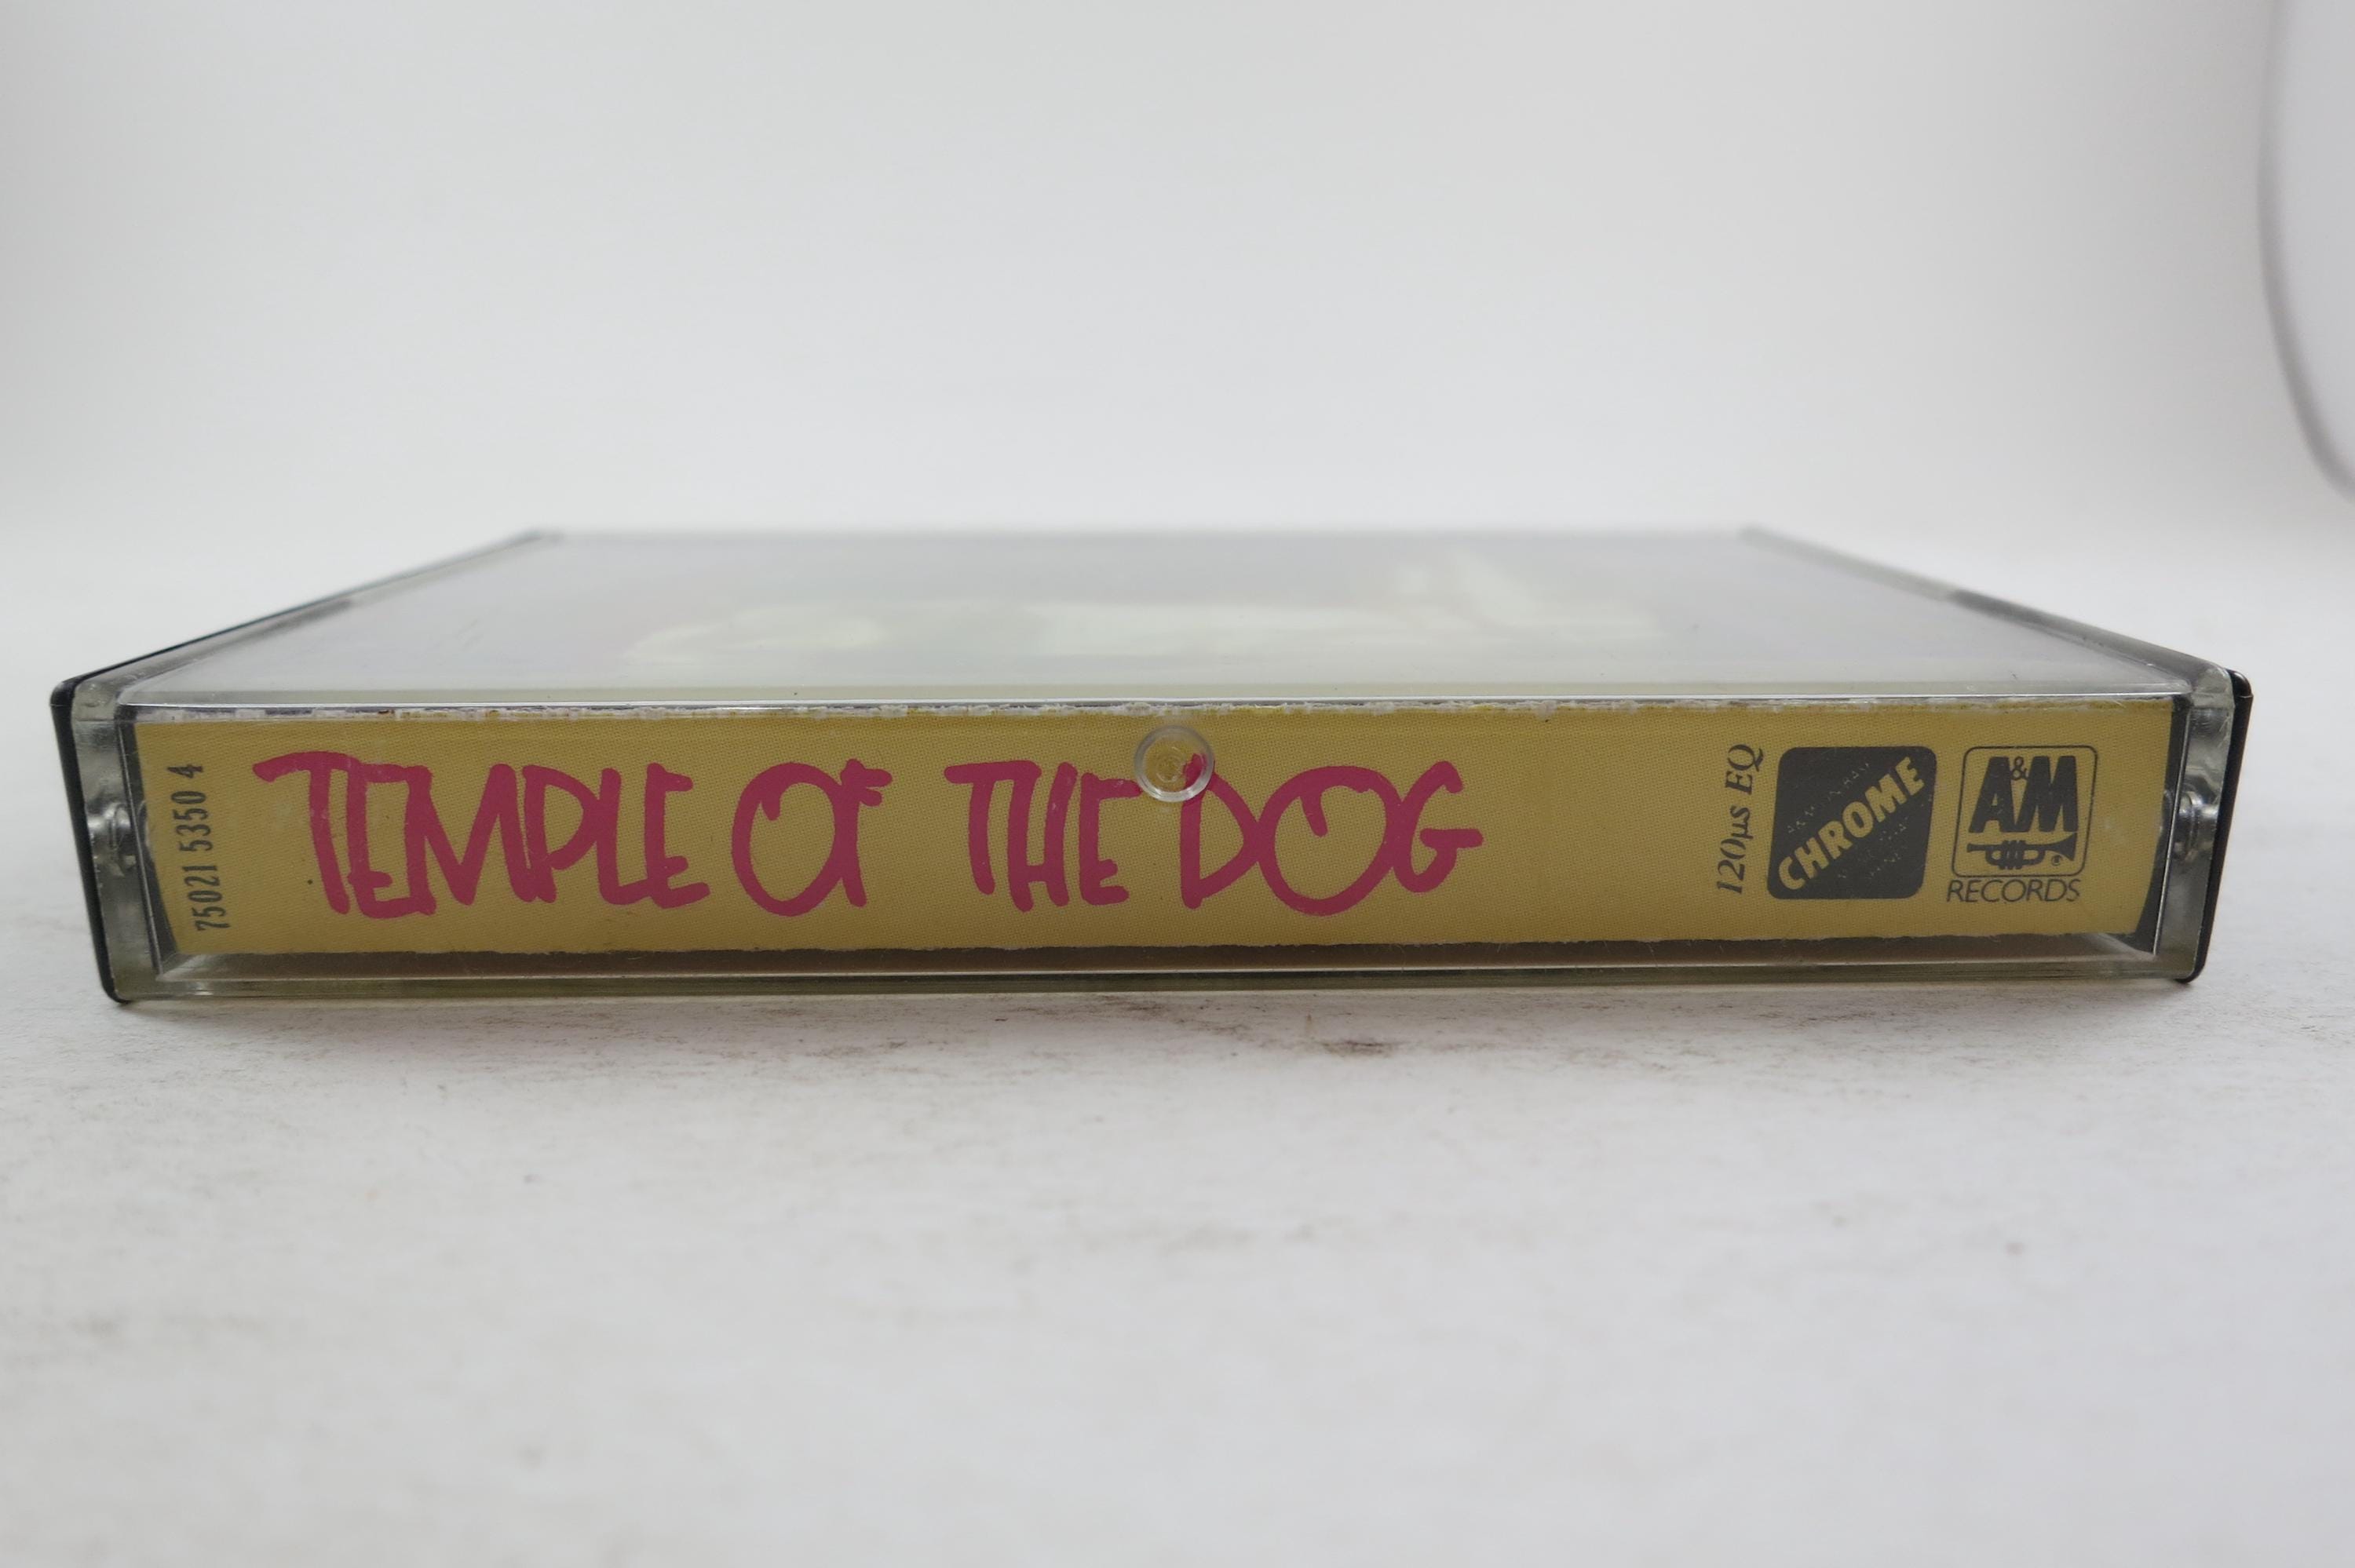 75021 5350 4
TEMPLE OF THE DOG
120µs EQ
CHROME
A&M
RECORDS